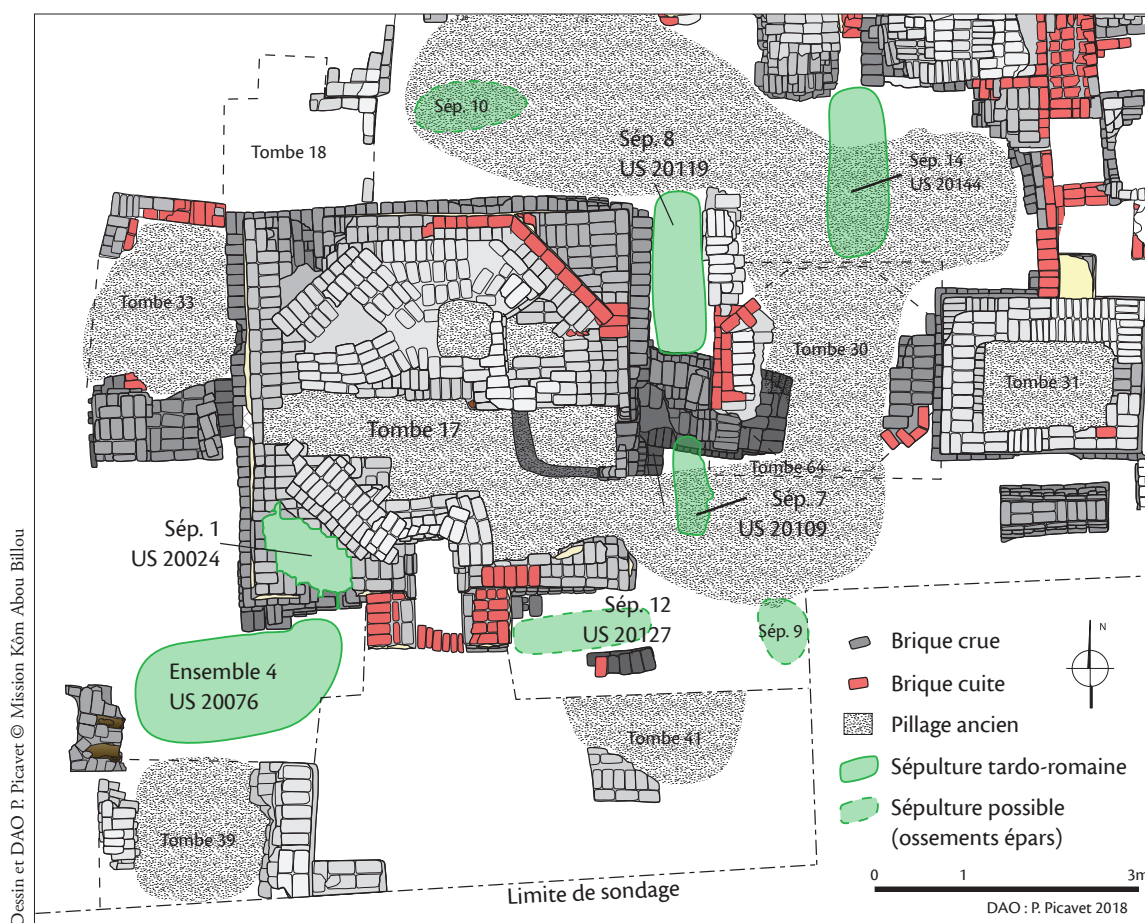 Sép. 10
Tombe 18
Sép. 8
US 20119
Sép. 14
US 20144
Tombe 33
Tombe 30
Tombe 31
Tombe 17
Tombe 64
Sép. 7
US 20109
Sép. 1
US 20024
Sép. 12
US 20127
Sép. 9
Ensemble 4
US 20076
Tombe 41
Tombe 39
Limite de sondage
N
Brique crue
Brique cuite
Pillage ancien
Sépulture tardo-romaine
Sépulture possible
(ossements épars)
0 1 3m
DAO : P. Picavet 2018
Dessin et DAO P. Picavet © Mission Kôm Abou Billou